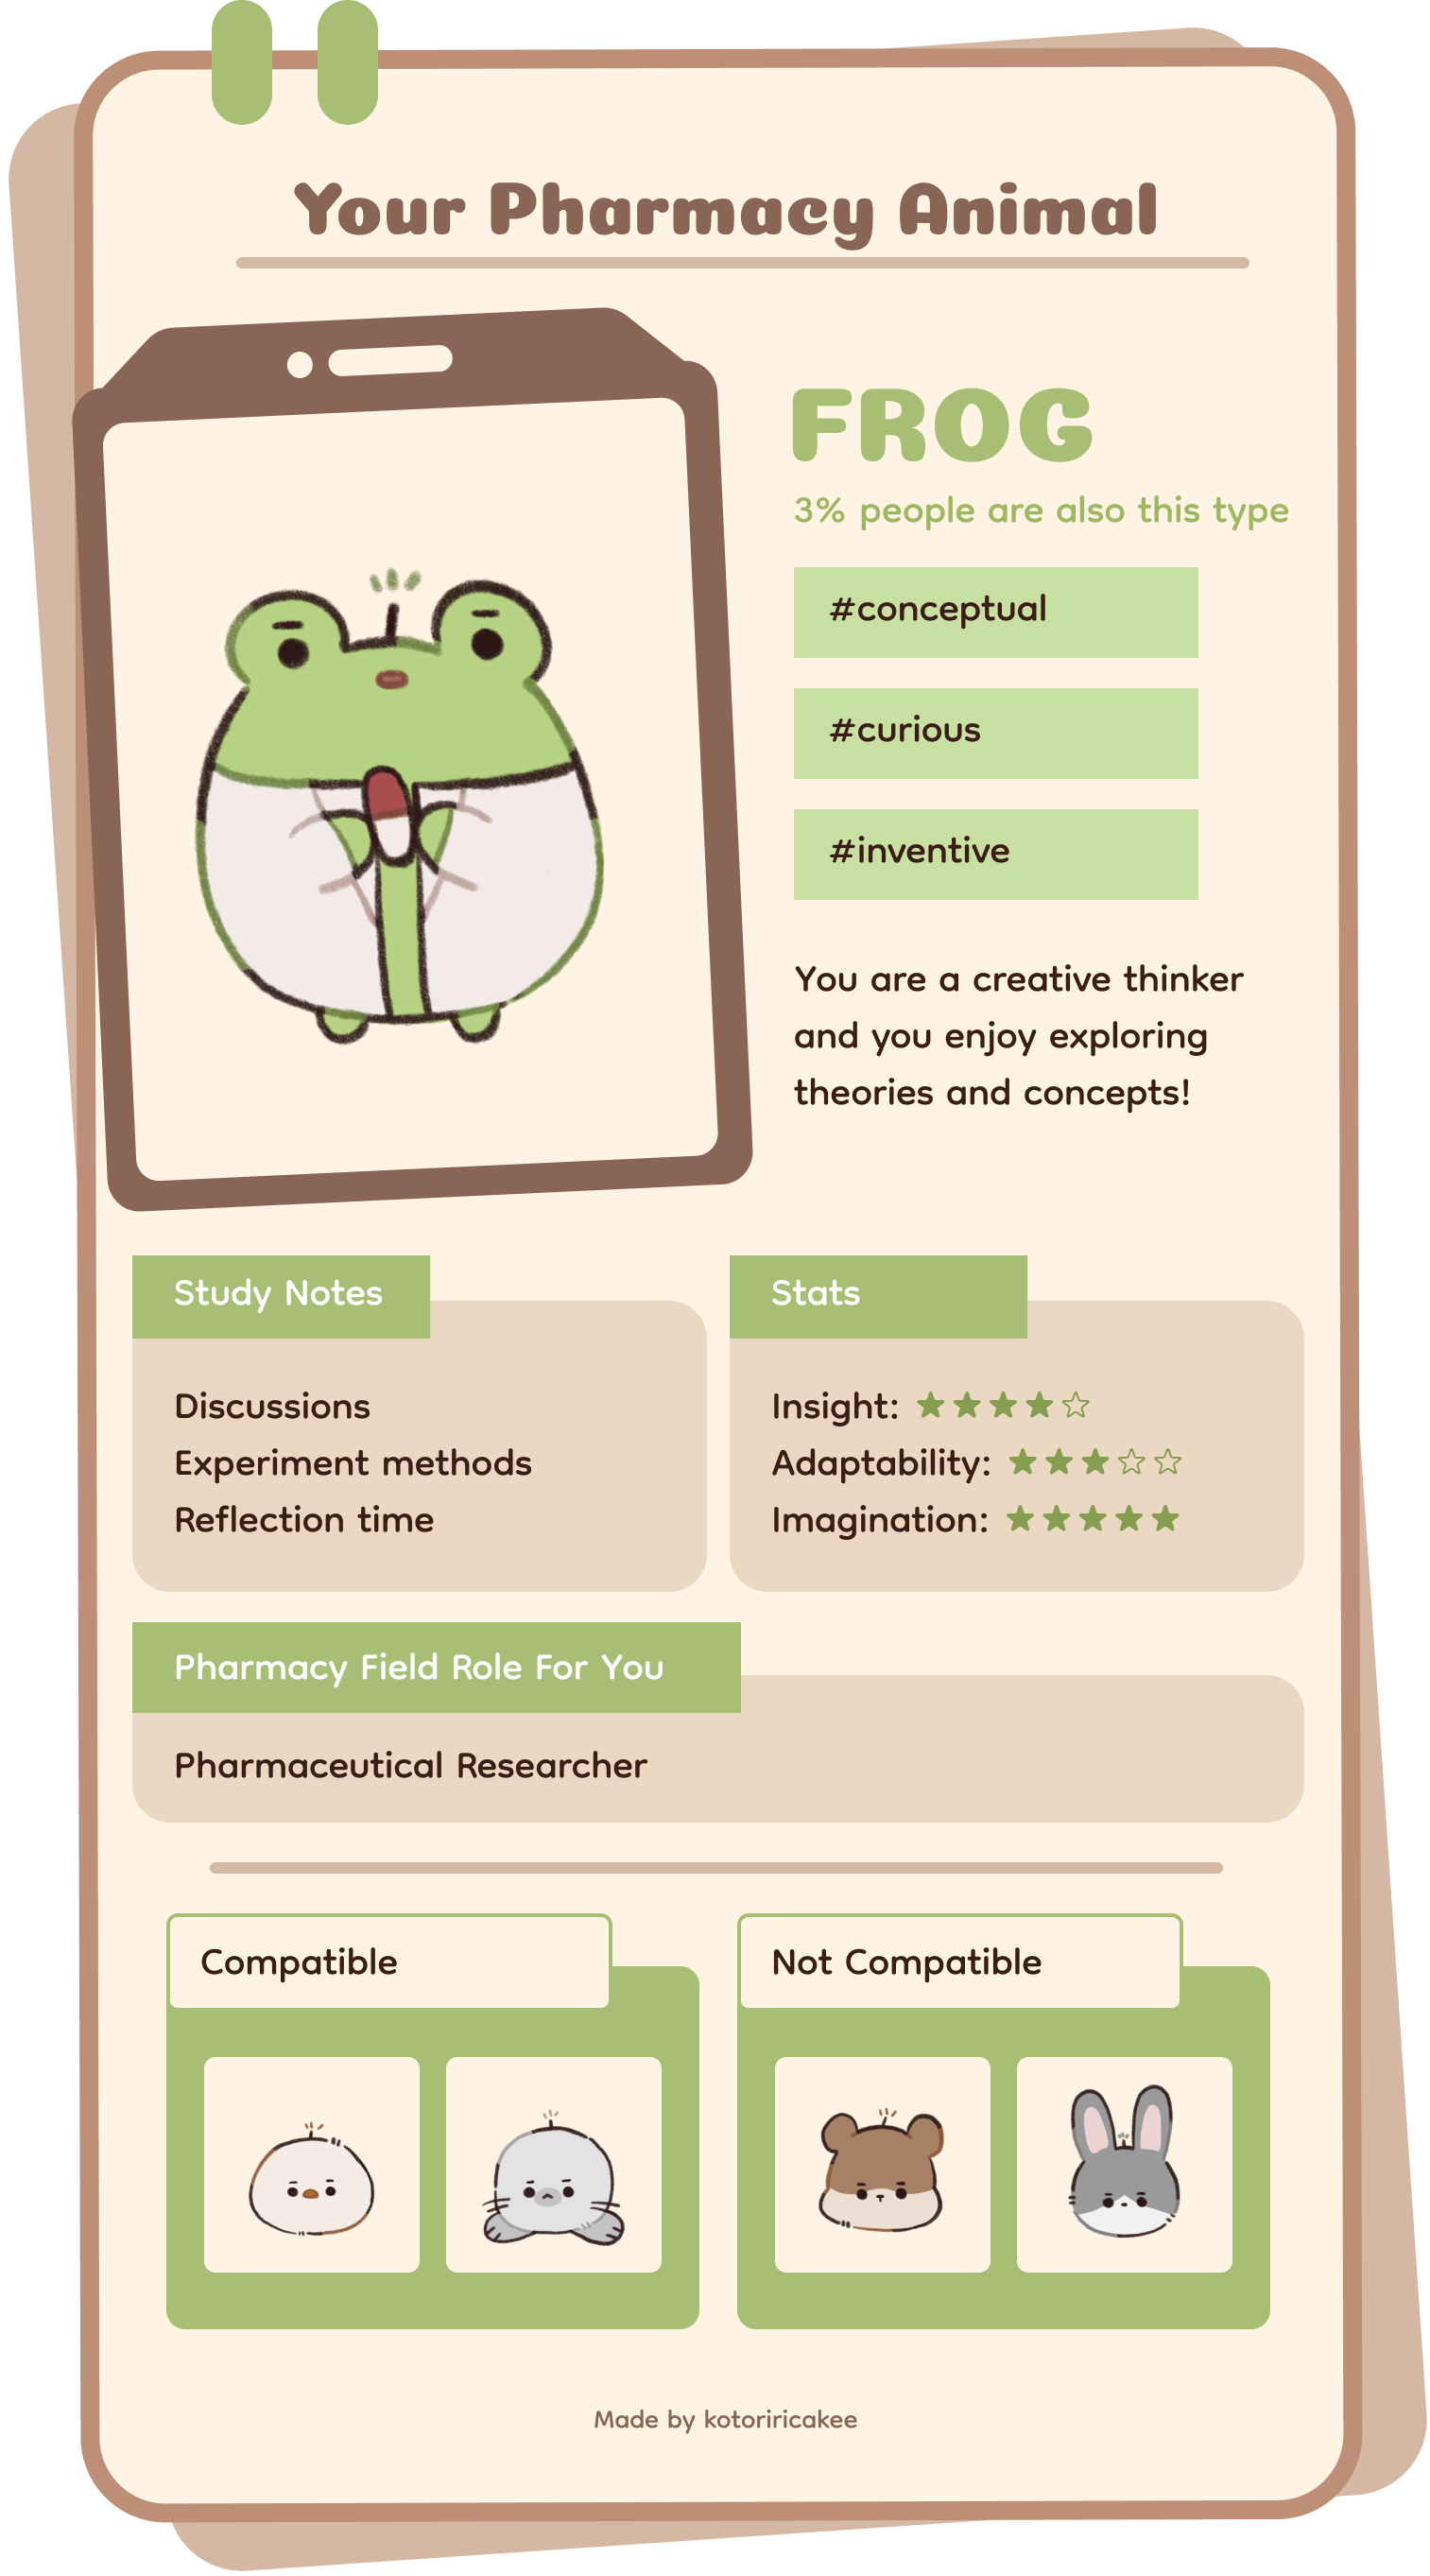 Your Pharmacy Animal
FROG
3% people are also this type
#conceptual
#curious
#inventive
You are a creative thinker
and you enjoy exploring
theories and concepts!
Study Notes
Discussions
Experiment methods
Reflection time
Stats
Insight: ★★★★☆
Adaptability: ★★★☆☆
Imagination: ★★★★★
Pharmacy Field Role For You
Pharmaceutical Researcher
Compatible
Not Compatible
Made by kotoriricakee